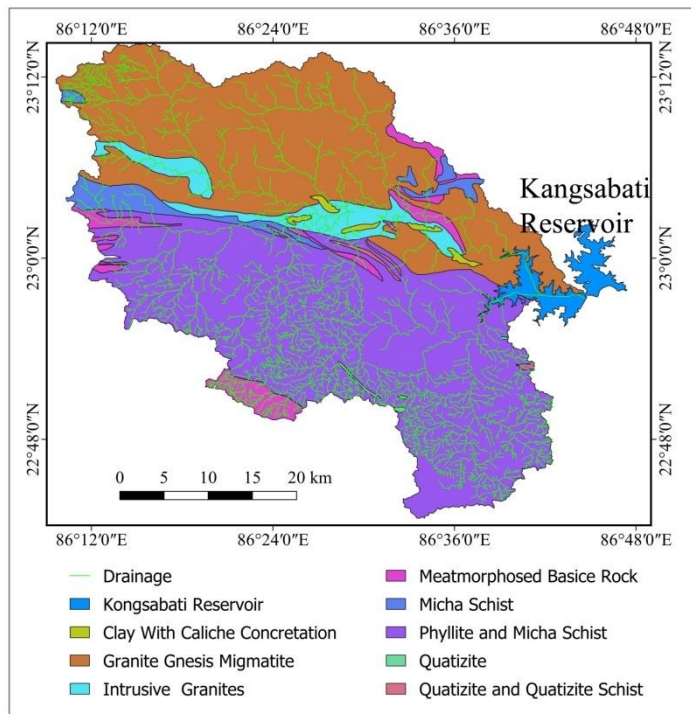 86°12'0"E 86°24'0"E 86°36'0"E 86°48'0"E
23°12'0"N 23°12'0"N
Kangsabati
Reservoir
23°0'0"N 23°0'0"N
22°48'0"N 22°48'0"N
0 5 10 15 20 km
86°12'0"E 86°24'0"E 86°36'0"E 86°48'0"E
Drainage
Kongsabati Reservoir
Clay With Caliche Concretation
Granite Gnesis Migmatite
Intrusive Granites
Meatmorphosed Basice Rock
Micha Schist
Phyllite and Micha Schist
Quatizite
Quatizite and Quatizite Schist